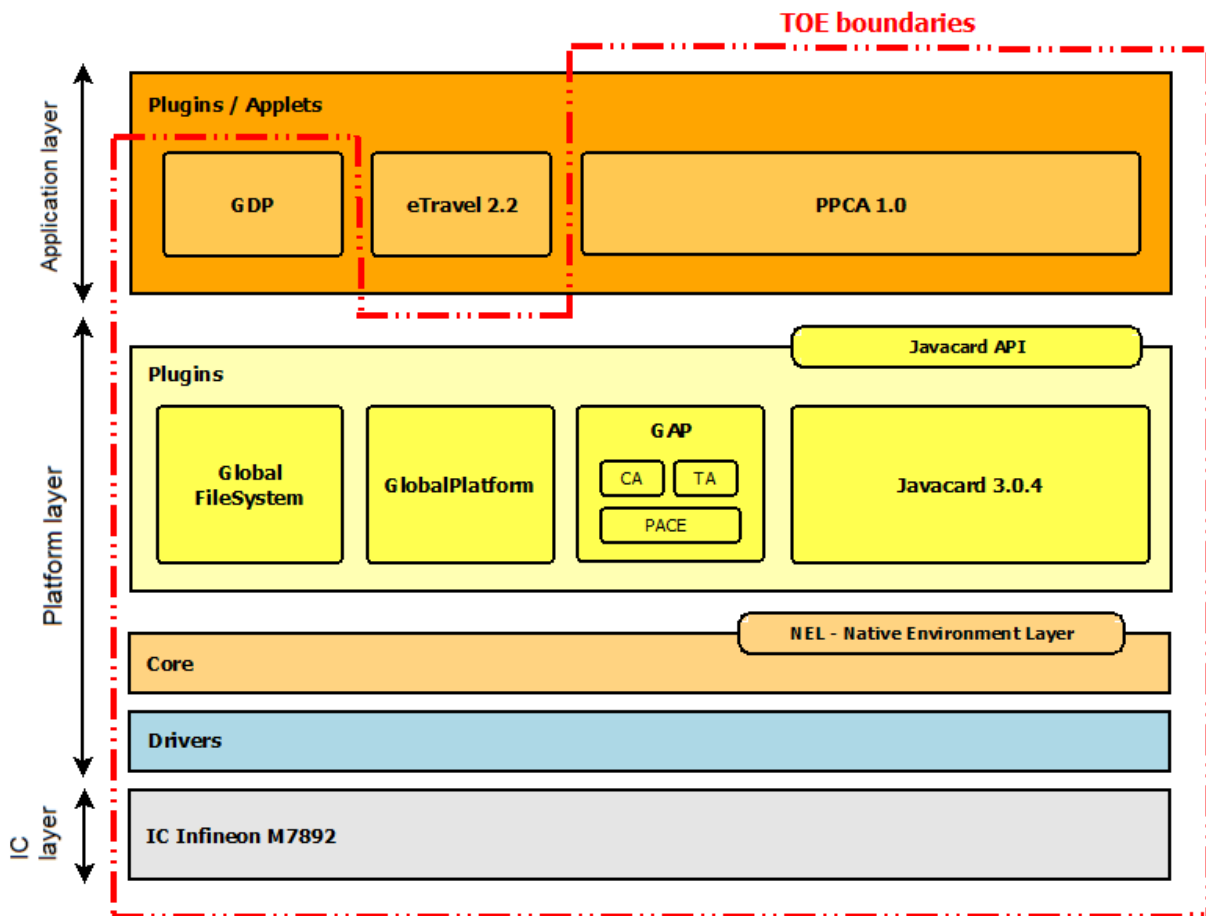 TOE boundaries
Application layer
Plugins / Applets
GDP
eTravel 2.2
PPCA 1.0
Platform layer
Javacard API
Plugins
Global
FileSystem
GlobalPlatform
GAP
CA
TA
PACE
Javacard 3.0.4
NEL - Native Environment Layer
Core
Drivers
IC
layer
IC Infineon M7892